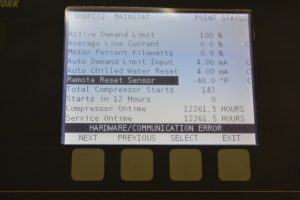 19XRPIC2 MAINSTAT POINT STATUS
Active Demand Limit 100 %
Average Line Current 0.0 % C
Motor Percent Kilowatts 0.0 % C
Auto Demand Limit Input 4.00 mA C
Auto Chilled Water Reset 4.00 mA C
Remote Reset Sensor -40.0 °F
Total Compressor Starts 143
Starts in 12 Hours 0
Compressor Ontime 12261.5 HOURS
Service Ontime 12261.5 HOURS
HARDWARE/COMMUNICATION ERROR
NEXT PREVIOUS SELECT EXIT